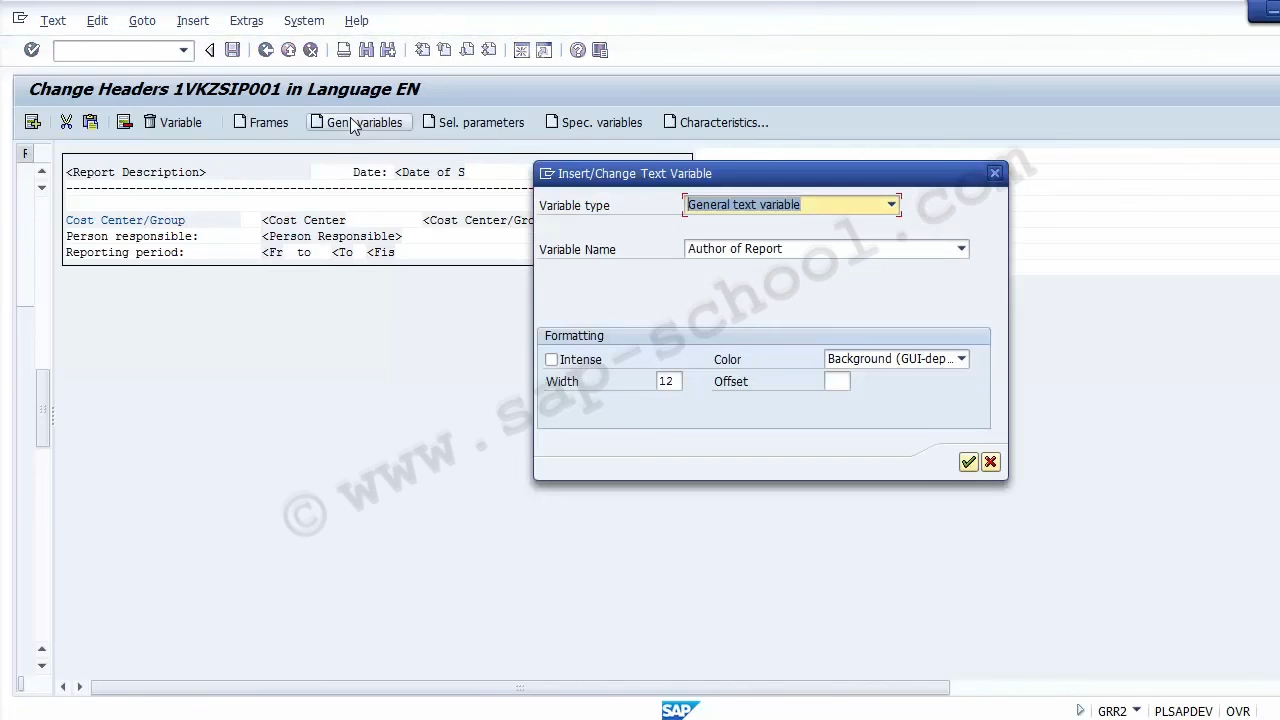 Text Edit Goto Insert Extras System Help
Change Headers 1VKZSIP001 in Language EN
Variable Frames Gen. variables Sel. parameters Spec. variables Characteristics...
F
<Report Description> Date: <Date of S
--------------------------------------------------------
Cost Center/Group <Cost Center <Cost Center/Gro
Person responsible: <Person Responsible>
Reporting period: <Fr to <To <Fis
Insert/Change Text Variable
Variable type General text variable
Variable Name Author of Report
Formatting
Intense Color Background (GUI-dep...
Width 12 Offset
© www.sap-school.com
SAP GRR2 PLSAPDEV OVR